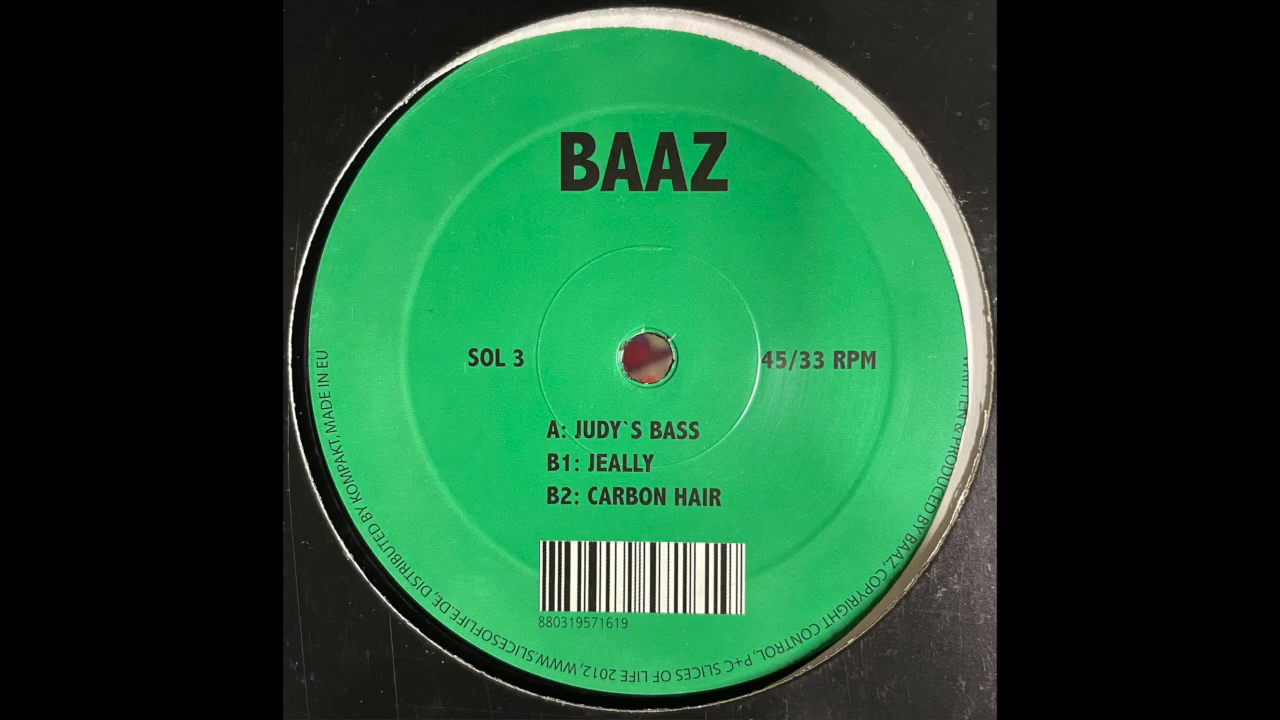 BAAZ
SOL 3
45/33 RPM
A: JUDY`S BASS
B1: JEALLY
B2: CARBON HAIR
880319571619
WRITTEN & PRODUCED BY BAAZ, COPYRIGHT CONTROL, P+C SLICES OF LIFE 2012, WWW.SLICESOFLIFE.DE, DISTRIBUTED BY KOMPAKT, MADE IN EU